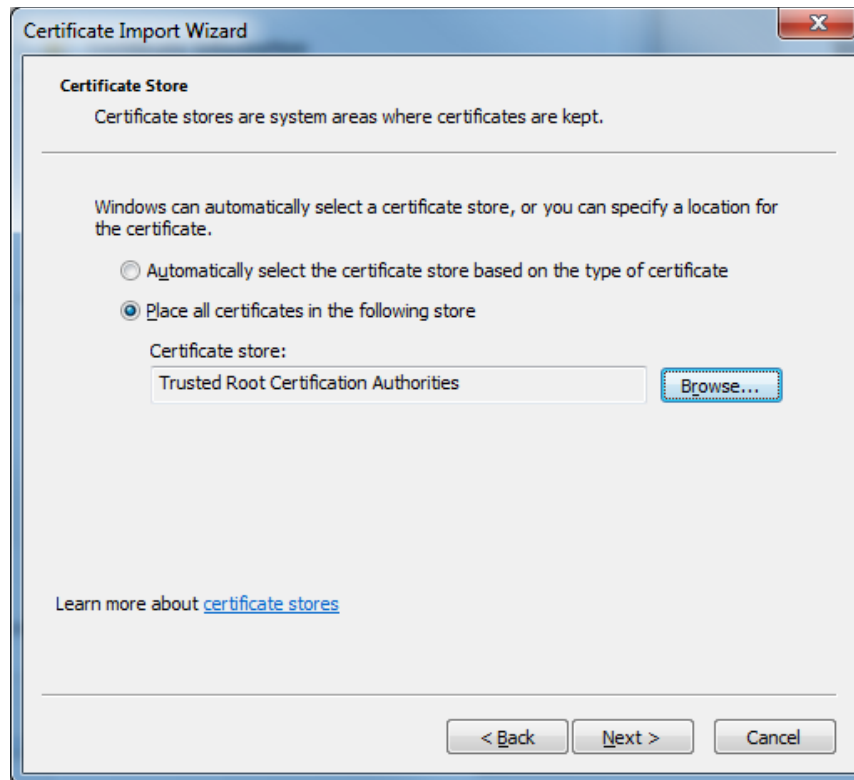 Certificate Import Wizard
Certificate Store
Certificate stores are system areas where certificates are kept.
Windows can automatically select a certificate store, or you can specify a location for
the certificate.
Automatically select the certificate store based on the type of certificate
Place all certificates in the following store
Certificate store:
Trusted Root Certification Authorities
Browse...
Learn more about certificate stores
< Back
Next >
Cancel